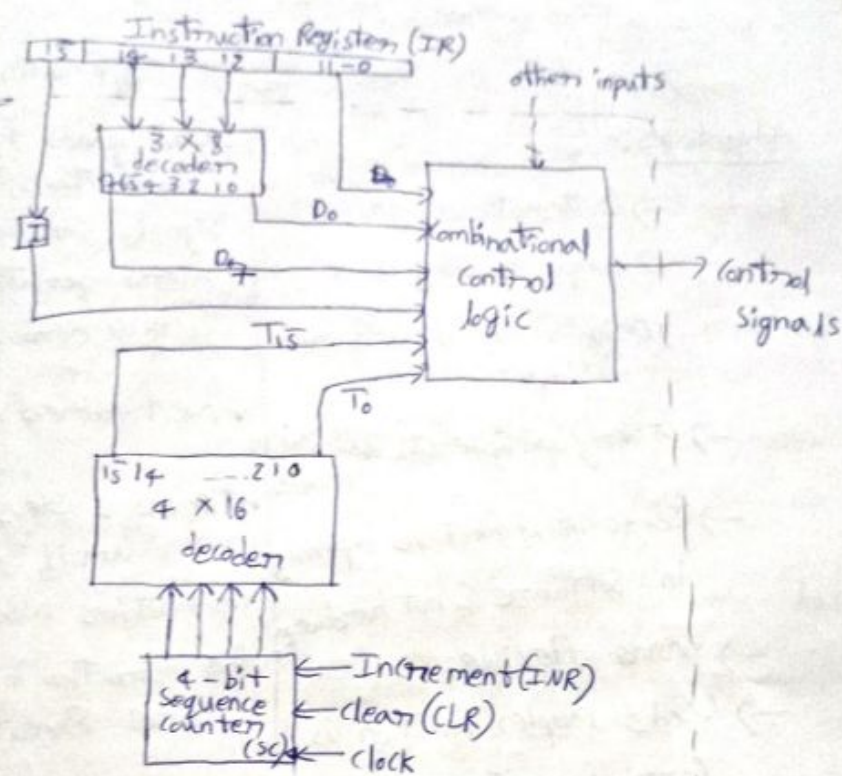 Instruction Register (IR)
15 14 13 12 11-0
other inputs
3 x 8
decoder
7 6 5 4 3 2 1 0
D0
I
D7
Combinational
control
logic
control
signals
T15
T0
15 14 ....2 1 0
4 x 16
decoder
4-bit
sequence
counter
(SC)
Increment (INR)
clear (CLR)
clock